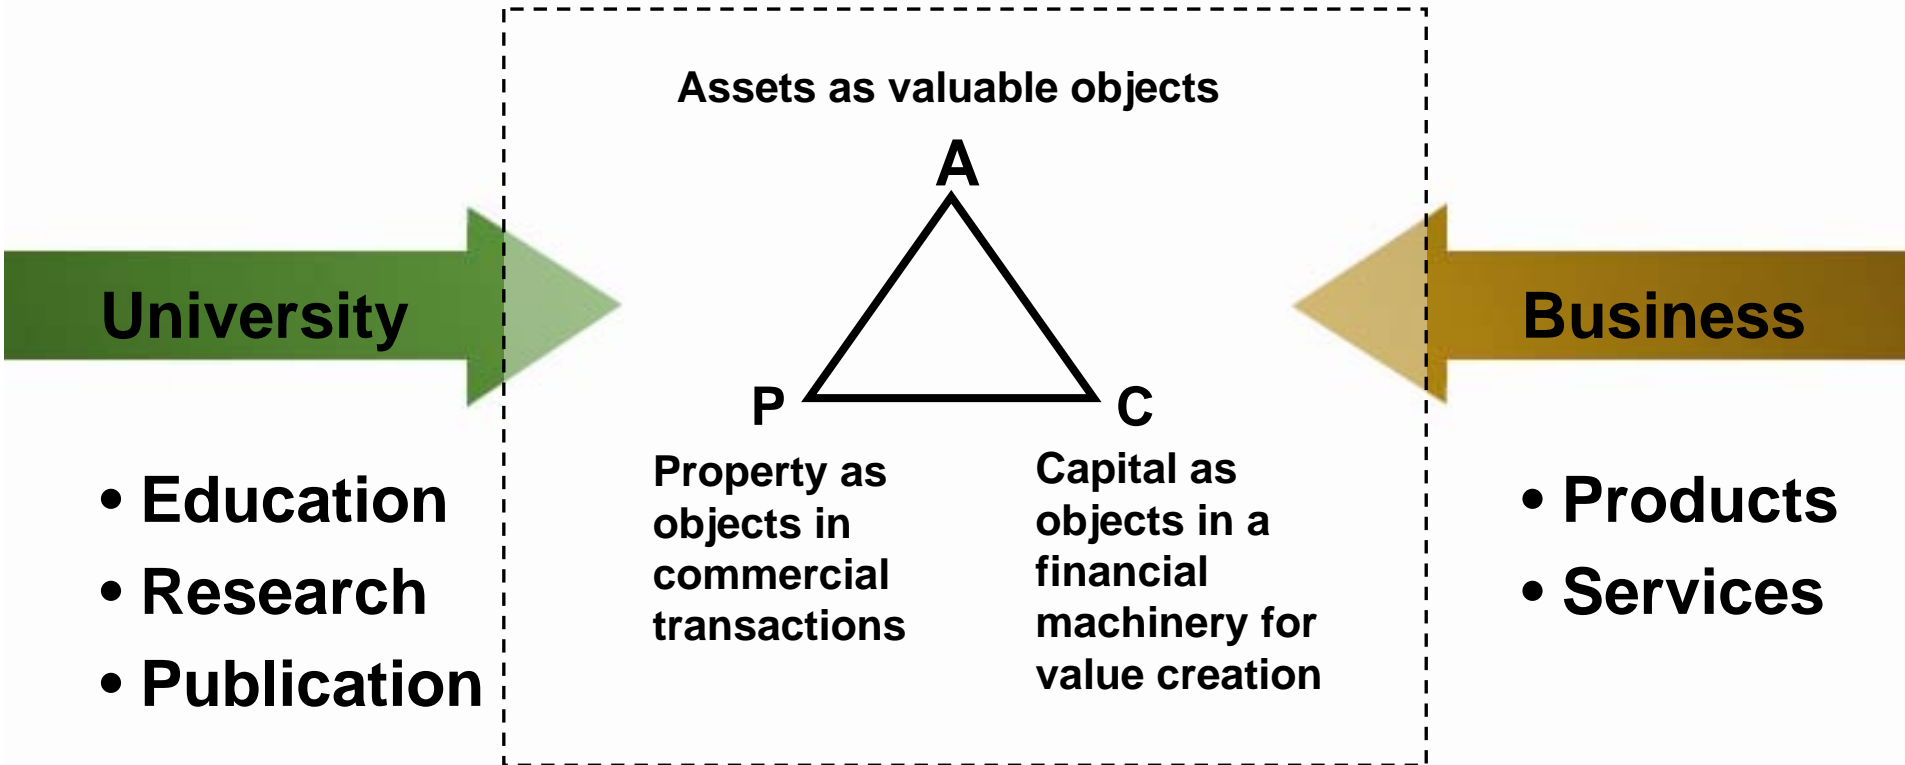 Assets as valuable objects
A
University
Business
P
C
Property as
objects in
commercial
transactions
Capital as
objects in a
financial
machinery for
value creation
• Education
• Research
• Publication
• Products
• Services